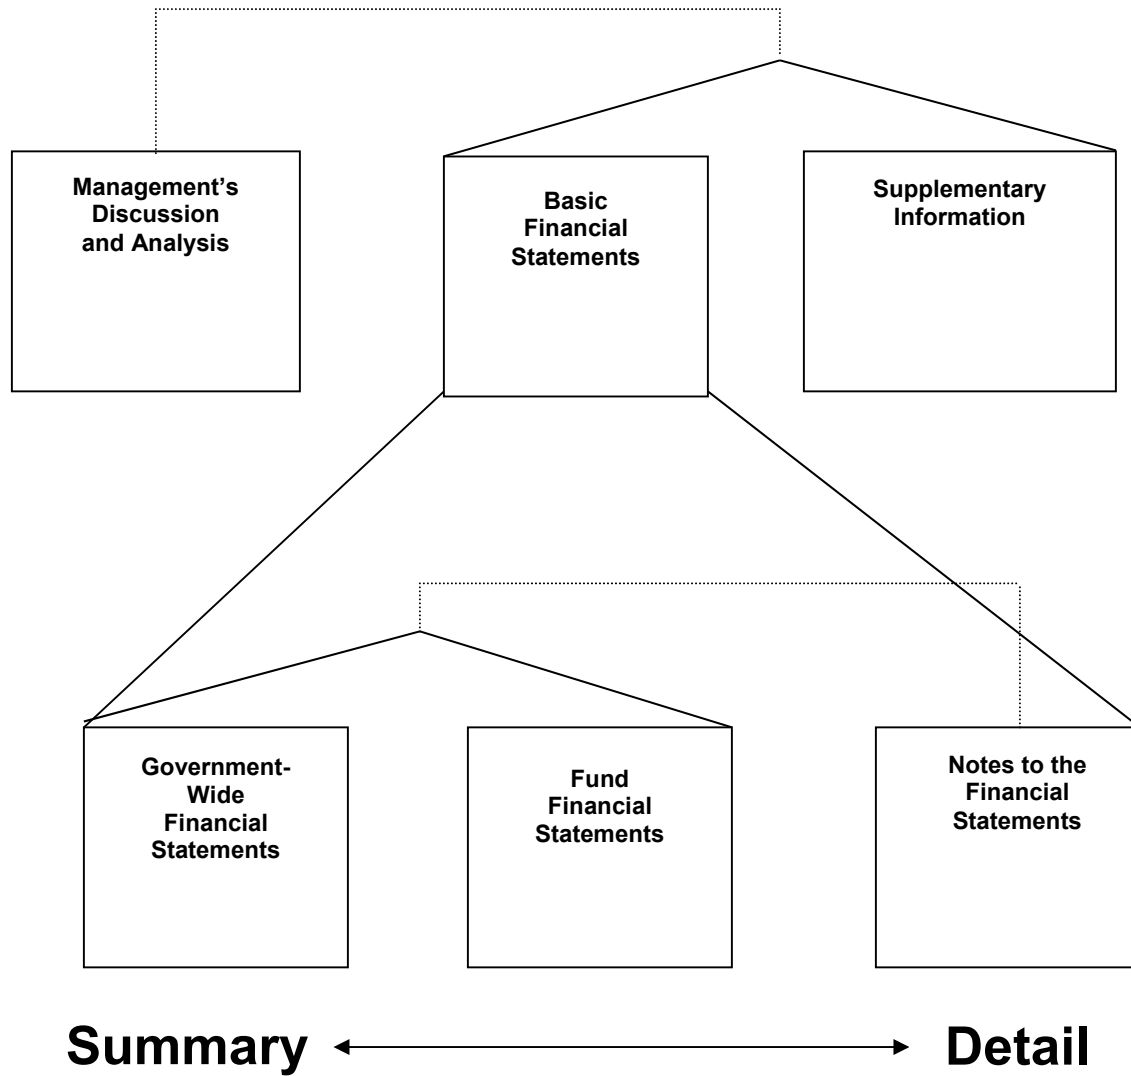 Management’s
Discussion
and Analysis
Basic
Financial
Statements
Supplementary
Information
Government-
Wide
Financial
Statements
Fund
Financial
Statements
Notes to the
Financial
Statements
Summary
Detail